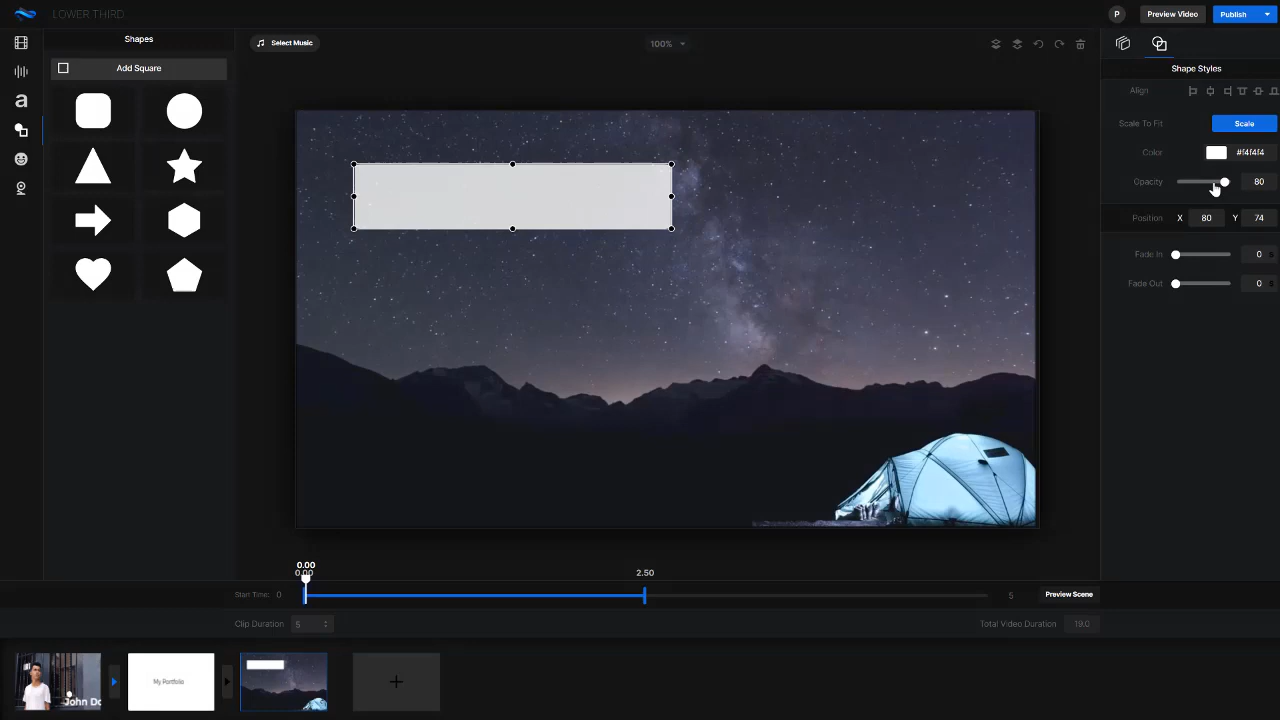 LOWER THIRD
P
Preview Video
Publish
Shapes
Select Music
100%
Add Square
a
Shape Styles
Align
Scale To Fit
Scale
Color
#f4f4f4
Opacity
80
Position
X
80
Y
74
Fade In
0
Fade Out
0
0.00
0.00
2.50
Start Time:
0
5
Preview Scene
Clip Duration
5
Total Video Duration
19.0
My Portfolio
John Do